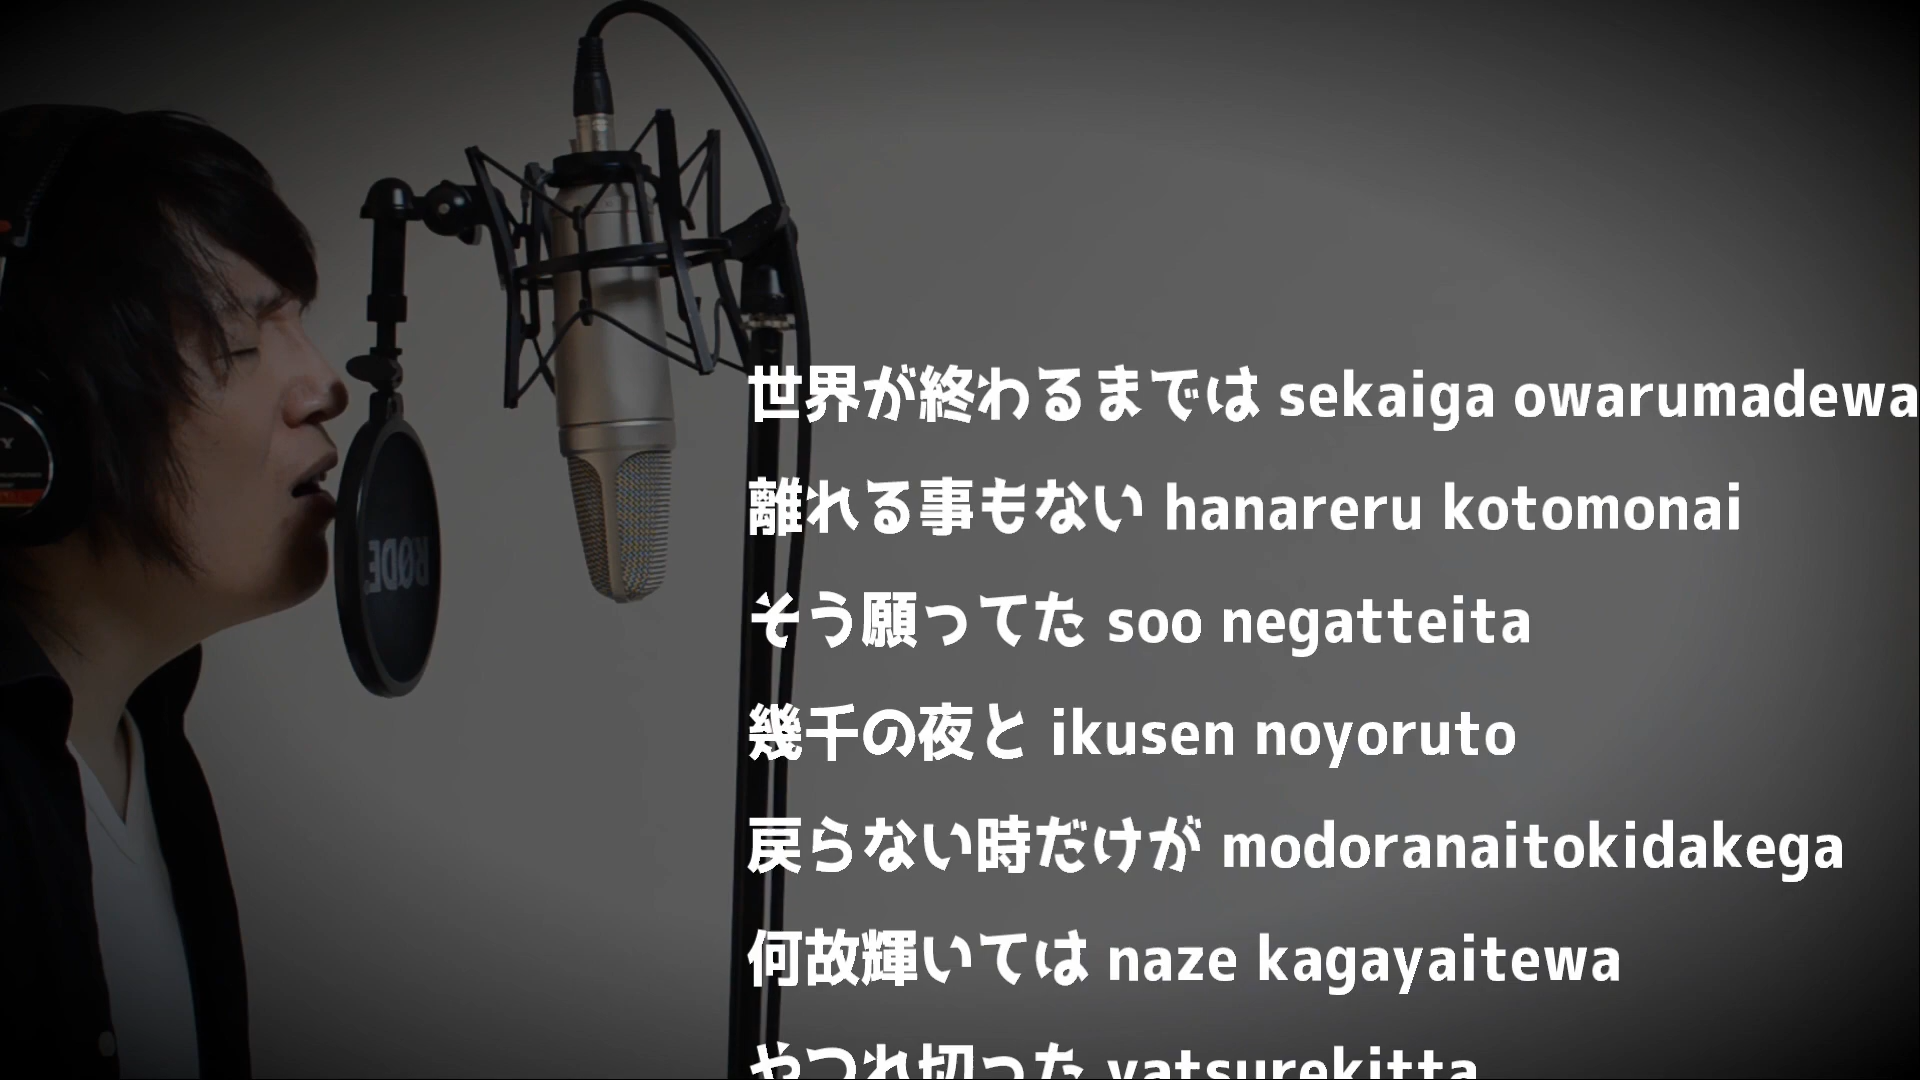 世界が終わるまでは sekaiga owarumadewa
離れる事もない hanareru kotomonai
そう願ってた soo negatteita
幾千の夜と ikusen noyoruto
戻らない時だけが modoranaitokidakega
何故輝いては naze kagayaitewa
やつれ切った yatsurekitta
RØDE
Y